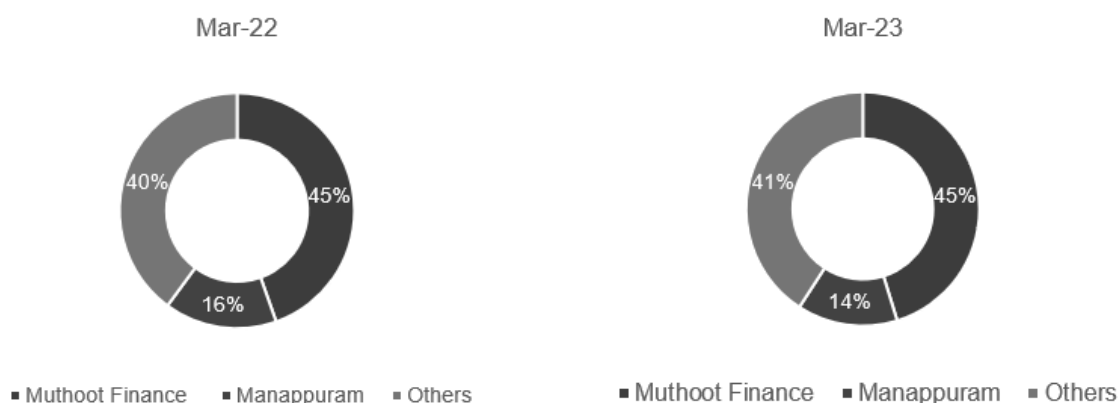 Mar-22
40%
45%
16%
Muthoot Finance Manappuram Others
Mar-23
41%
45%
14%
Muthoot Finance Manappuram Others